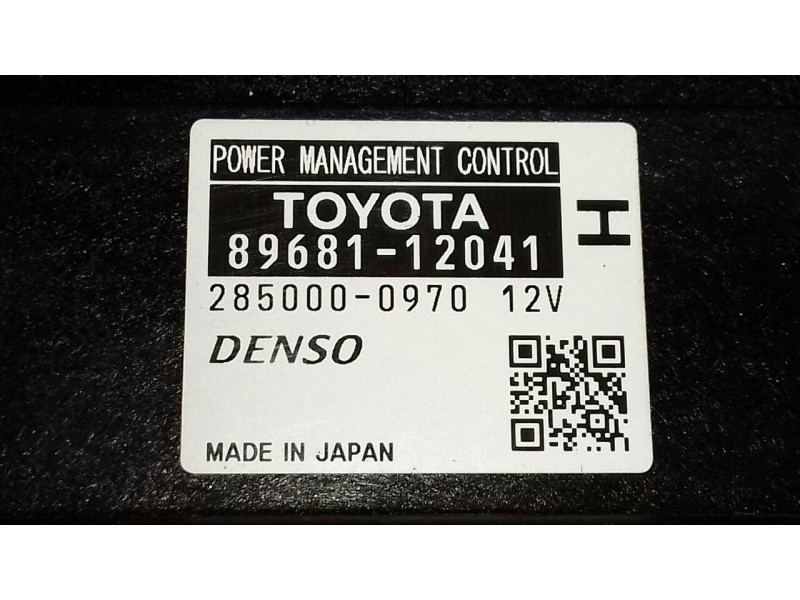 POWER MANAGEMENT CONTROL
TOYOTA
89681-12041
H
285000-0970 12V
DENSO
MADE IN JAPAN